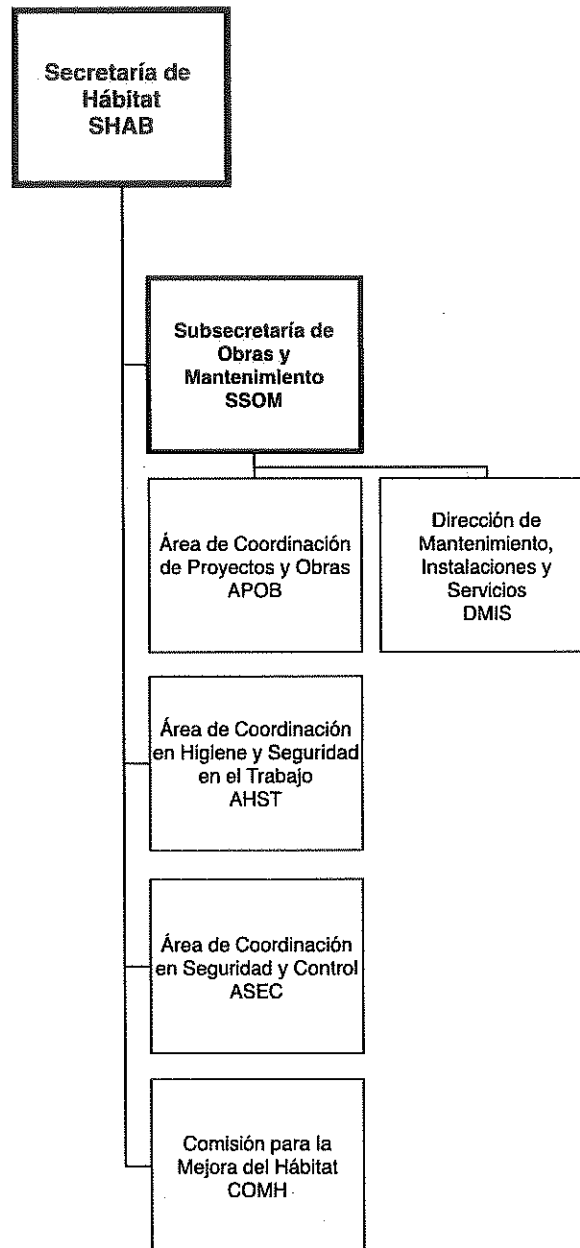 Secretaría de
Hábitat
SHAB
Subsecretaría de
Obras y
Mantenimiento
SSOM
Área de Coordinación
de Proyectos y Obras
APOB
Dirección de
Mantenimiento,
Instalaciones y
Servicios
DMIS
Área de Coordinación
en Higiene y Seguridad
en el Trabajo
AHST
Área de Coordinación
en Seguridad y Control
ASEC
Comisión para la
Mejora del Hábitat
COMH